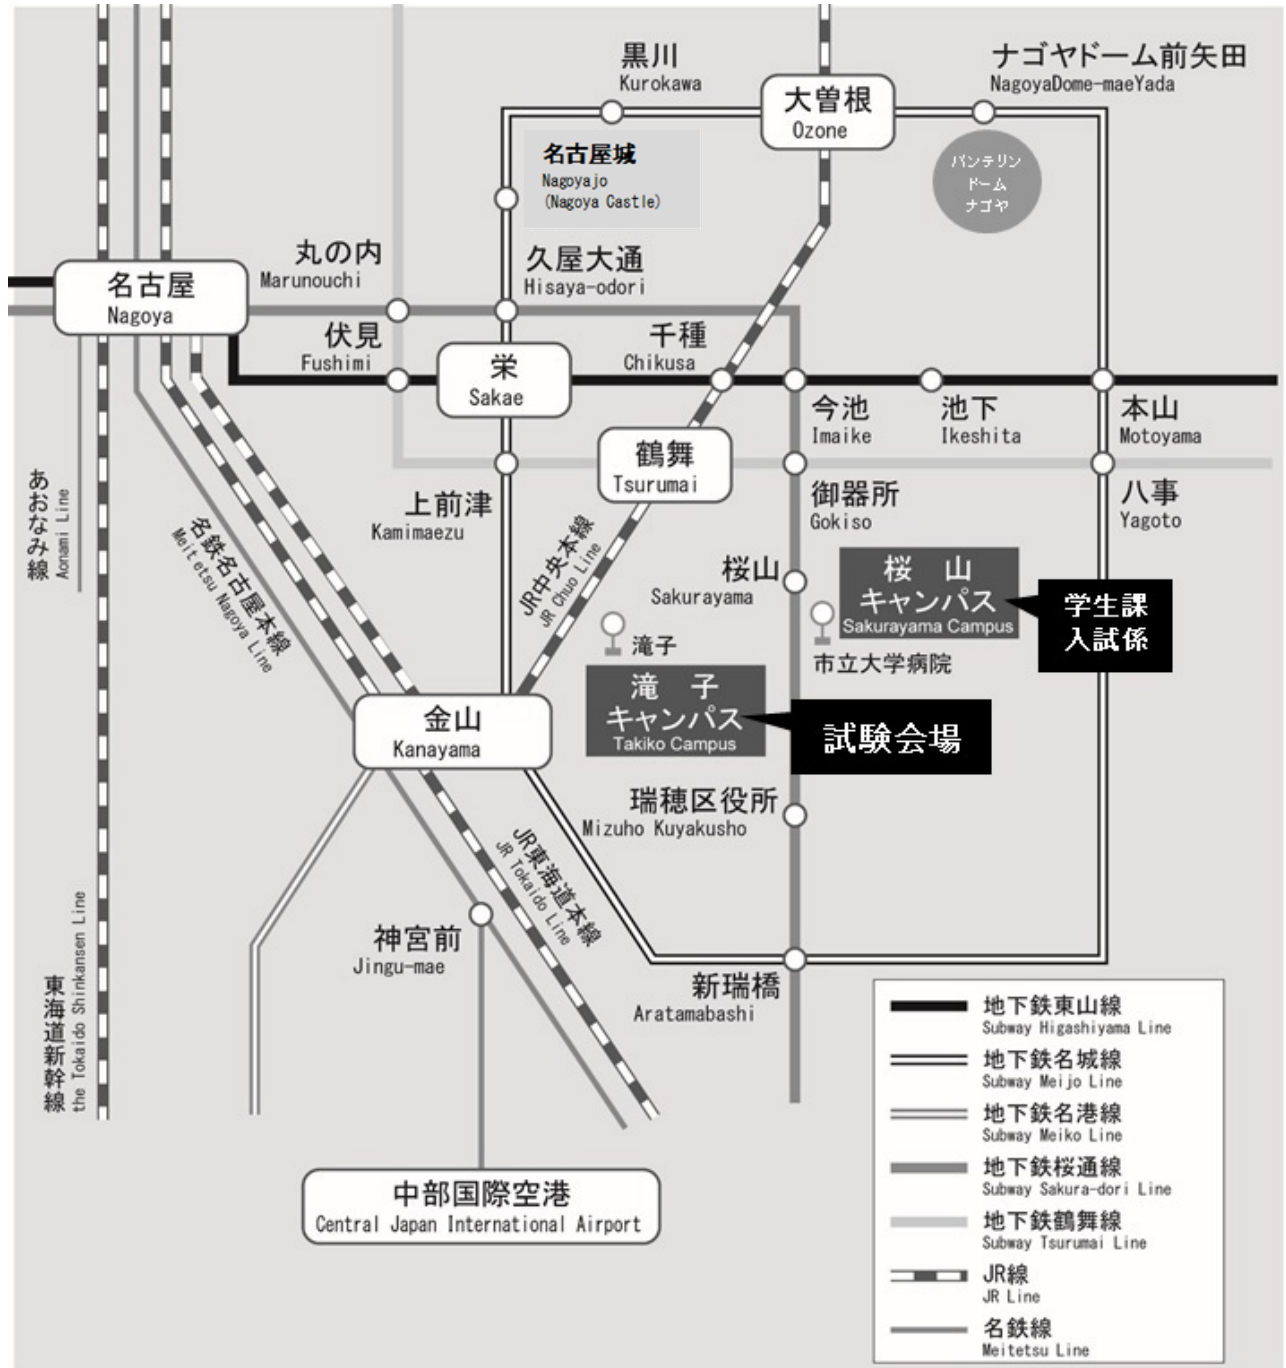 黒川
Kurokawa
大曽根
Ozone
ナゴヤドーム前矢田
NagoyaDome-maeYada
名古屋城
Nagoyajo
(Nagoya Castle)
バンテリン
ドーム
ナゴヤ
名古屋
Nagoya
丸の内
Marunouchi
久屋大通
Hisaya-odori
伏見
Fushimi
栄
Sakae
千種
Chikusa
今池
Imaike
池下
Ikeshita
本山
Motoyama
鶴舞
Tsurumai
上前津
Kamimaezu
御器所
Gokiso
八事
Yagoto
あおなみ線
Aonami Line
名鉄名古屋本線
Meitetsu Nagoya Line
JR中央本線
JR Chuo Line
桜山
Sakurayama
桜 山
キャンパス
Sakurayama Campus
学生課
入試係
滝子
市立大学病院
滝 子
キャンパス
Takiko Campus
試験会場
金山
Kanayama
瑞穂区役所
Mizuho Kuyakusho
JR東海道本線
JR Tokaido Line
神宮前
Jingu-mae
新瑞橋
Aratamabashi
東海道新幹線
the Tokaido Shinkansen Line
中部国際空港
Central Japan International Airport
地下鉄東山線
Subway Higashiyama Line
地下鉄名城線
Subway Meijo Line
地下鉄名港線
Subway Meiko Line
地下鉄桜通線
Subway Sakura-dori Line
地下鉄鶴舞線
Subway Tsurumai Line
JR線
JR Line
名鉄線
Meitetsu Line